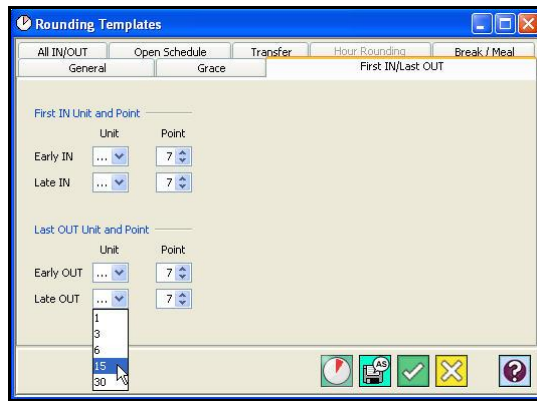 Rounding Templates
All IN/OUT Open Schedule Transfer Hour Rounding Break / Meal
General Grace First IN/Last OUT
First IN Unit and Point
Unit Point
Early IN ... 7
Late IN ... 7
Last OUT Unit and Point
Unit Point
Early OUT ... 7
Late OUT ... 7
1
3
6
15
30
AS
?